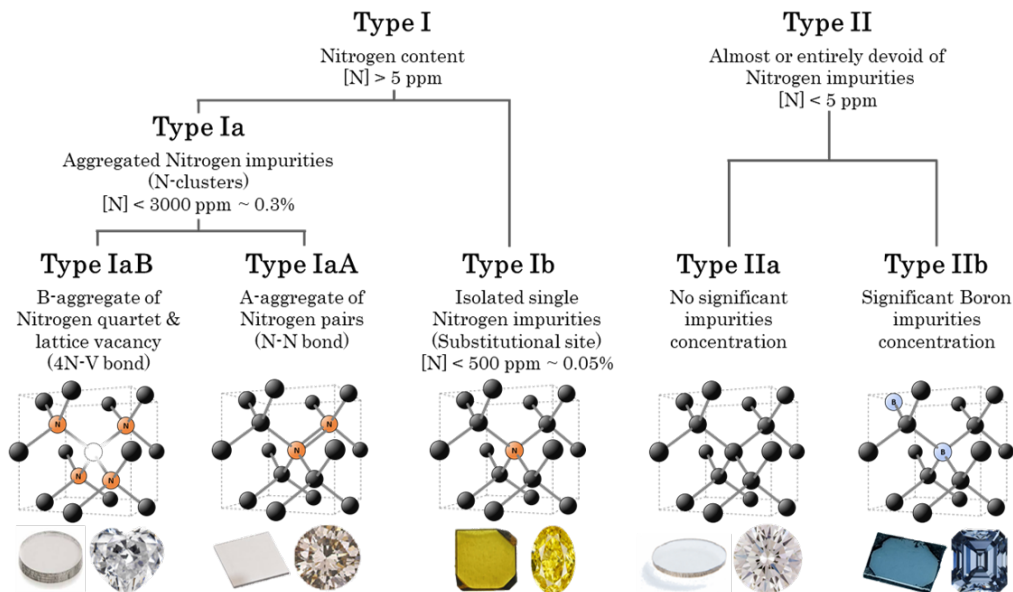 Type I
Nitrogen content
[N] > 5 ppm
Type II
Almost or entirely devoid of
Nitrogen impurities
[N] < 5 ppm
Type Ia
Aggregated Nitrogen impurities
(N-clusters)
[N] < 3000 ppm ~ 0.3%
Type IaB
B-aggregate of
Nitrogen quartet &
lattice vacancy
(4N-V bond)
Type IaA
A-aggregate of
Nitrogen pairs
(N-N bond)
Type Ib
Isolated single
Nitrogen impurities
(Substitutional site)
[N] < 500 ppm ~ 0.05%
Type IIa
No significant
impurities
concentration
Type IIb
Significant Boron
impurities
concentration
N
N
N
N
N
N
N
B
B